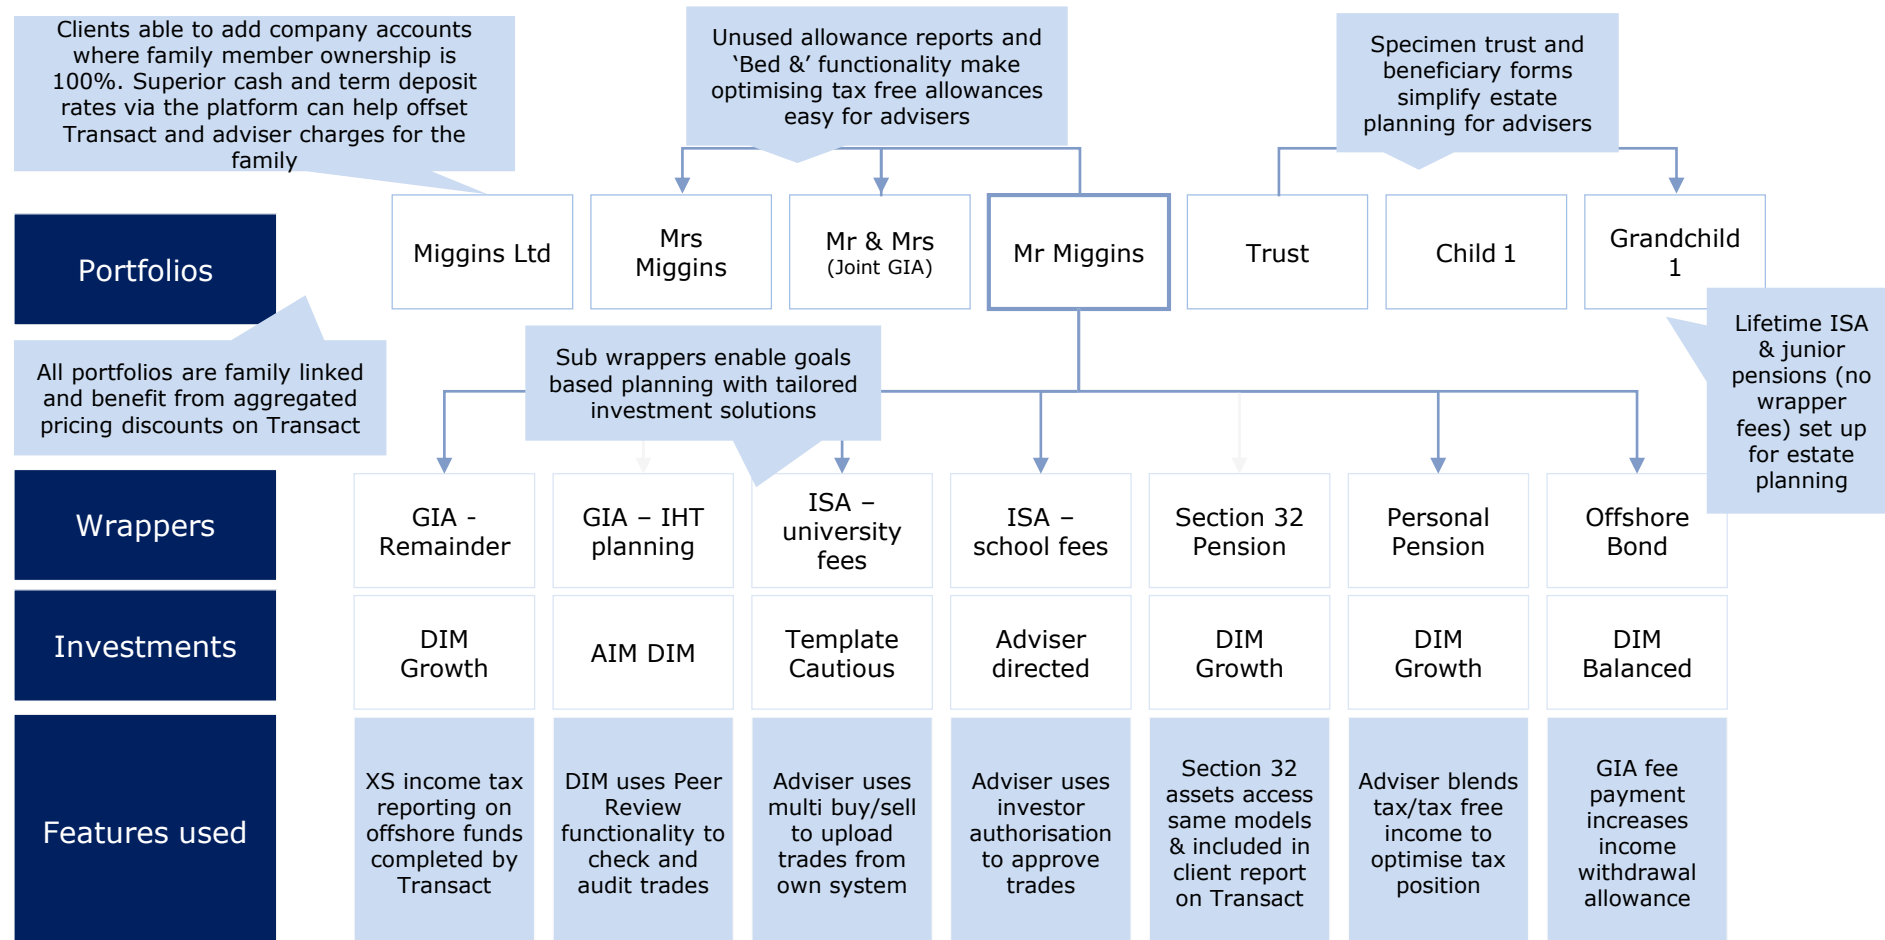 Clients able to add company accounts
where family member ownership is
100%. Superior cash and term deposit
rates via the platform can help offset
Transact and adviser charges for the
family
Unused allowance reports and
‘Bed &’ functionality make
optimising tax free allowances
easy for advisers
Specimen trust and
beneficiary forms
simplify estate
planning for advisers
Portfolios
Miggins Ltd
Mrs
Miggins
Mr & Mrs
(Joint GIA)
Mr Miggins
Trust
Child 1
Grandchild
1
All portfolios are family linked
and benefit from aggregated
pricing discounts on Transact
Sub wrappers enable goals
based planning with tailored
investment solutions
Lifetime ISA
& junior
pensions (no
wrapper
fees) set up
for estate
planning
Wrappers
GIA -
Remainder
GIA – IHT
planning
ISA –
university
fees
ISA –
school fees
Section 32
Pension
Personal
Pension
Offshore
Bond
Investments
DIM
Growth
AIM DIM
Template
Cautious
Adviser
directed
DIM
Growth
DIM
Growth
DIM
Balanced
Features used
XS income tax
reporting on
offshore funds
completed by
Transact
DIM uses Peer
Review
functionality to
check and
audit trades
Adviser uses
multi buy/sell
to upload
trades from
own system
Adviser uses
investor
authorisation
to approve
trades
Section 32
assets access
same models
& included in
client report
on Transact
Adviser blends
tax/tax free
income to
optimise tax
position
GIA fee
payment
increases
income
withdrawal
allowance